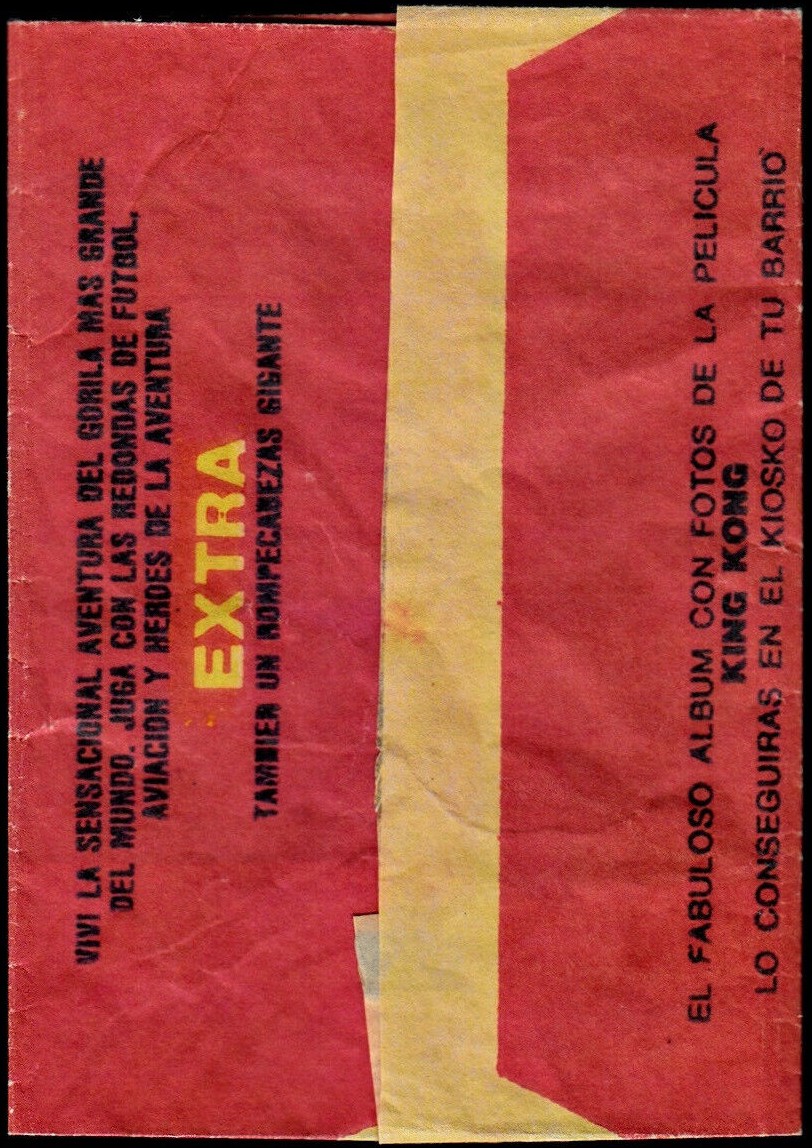 VIVI LA SENSACIONAL AVENTURA DEL GORILA MAS GRANDE
DEL MUNDO. JUGA CON LAS REDONDAS DE FUTBOL,
AVIACION Y HEROES DE LA AVENTURA
EXTRA
TAMBIEN UN ROMPECABEZAS GIGANTE
EL FABULOSO ALBUM CON FOTOS DE LA PELICULA
KING KONG
LO CONSEGUIRAS EN EL KIOSKO DE TU BARRIO